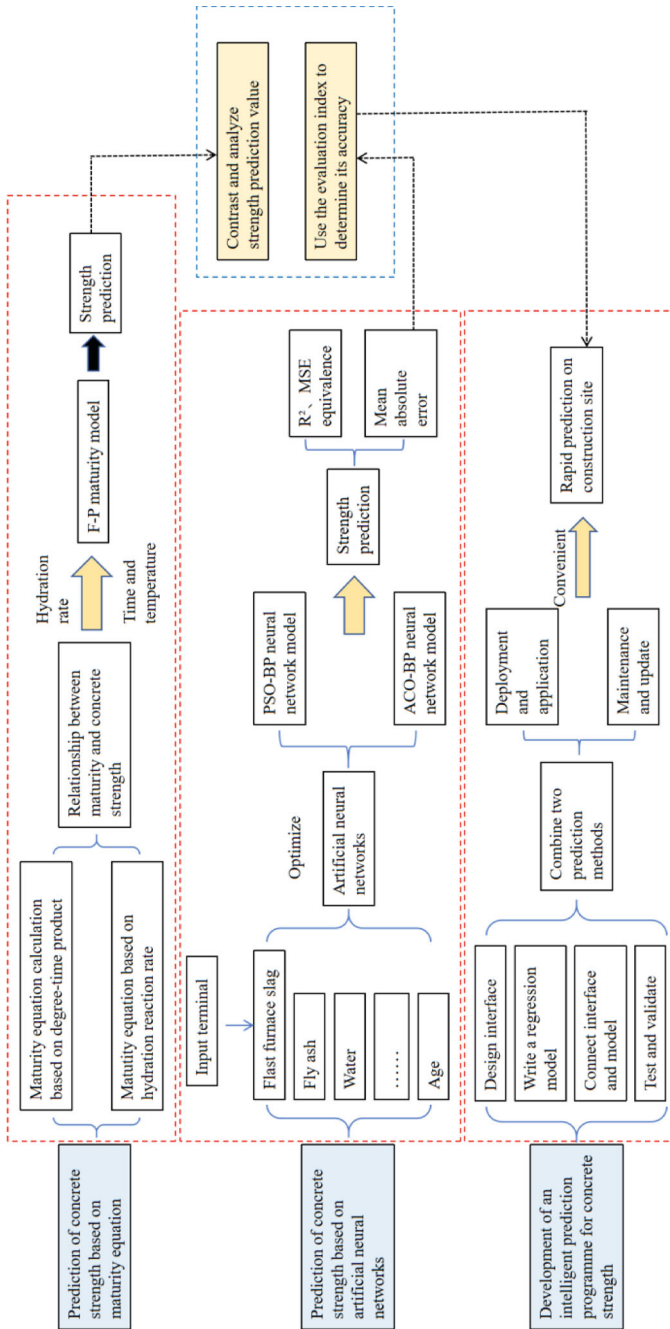 Prediction of concrete
strength based on
maturity equation
Maturity equation calculation
based on degree-time product
Matutity equation based on
hydration reaction rate
Relationship between
maturity and concrete
strength
Hydration
rate
Time and
temperature
F-P maturity model
Strength
prediction
Contrast and analyze
strength prediction value
Use the evaluation index to
determine its accuracy
Prediction of concrete
strength based on
artificial neural
networks
Input terminal
Flast furnace slag
Fly ash
Water
……
Age
Optimize
Artificial neural
networks
PSO-BP neural
network model
ACO-BP neural
network model
Strength
prediction
R²、MSE
equivalence
Mean
absolute
error
Development of an
intelligent prediction
programme for concrete
strength
Design interface
Write a regression
model
Connect interface
and model
Test and validate
Combine two
prediction
methods
Deployment
and
application
Maintenance
and update
Convenient
Rapid prediction on
construction site